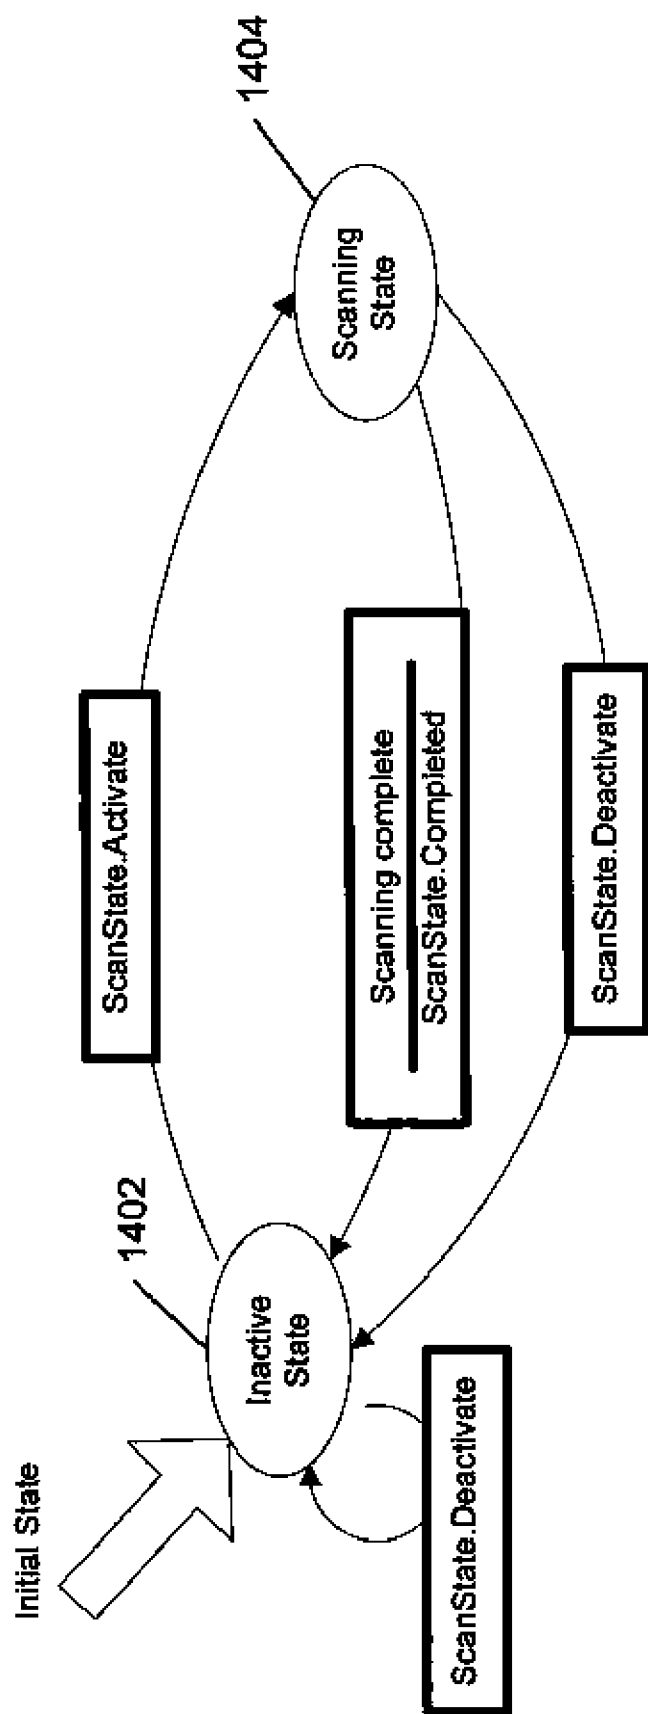 Initial State
1402
Inactive
State
ScanState.Activate
1404
Scanning
State
Scanning complete
ScanState.Completed
ScanState.Deactivate
ScanState.Deactivate